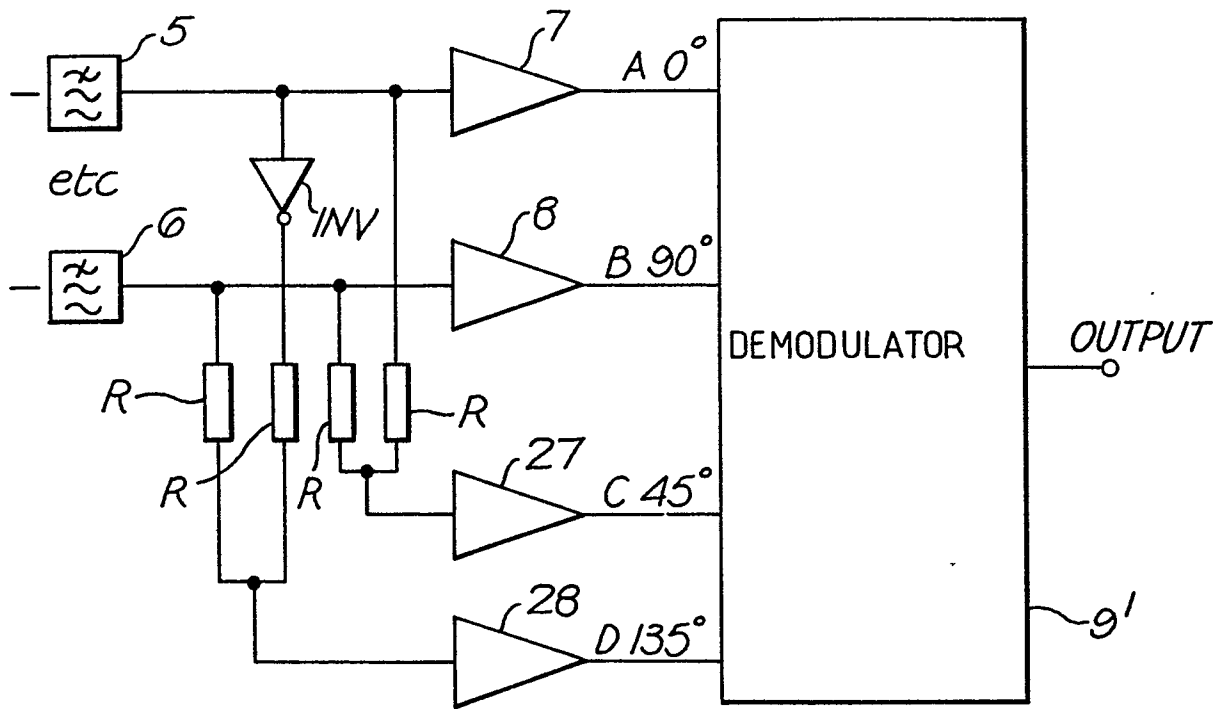 5
7
A 0°
etc
INV
6
8
B 90°
DEMODULATOR
OUTPUT
R
R
R
R
27
C 45°
28
D 135°
9'